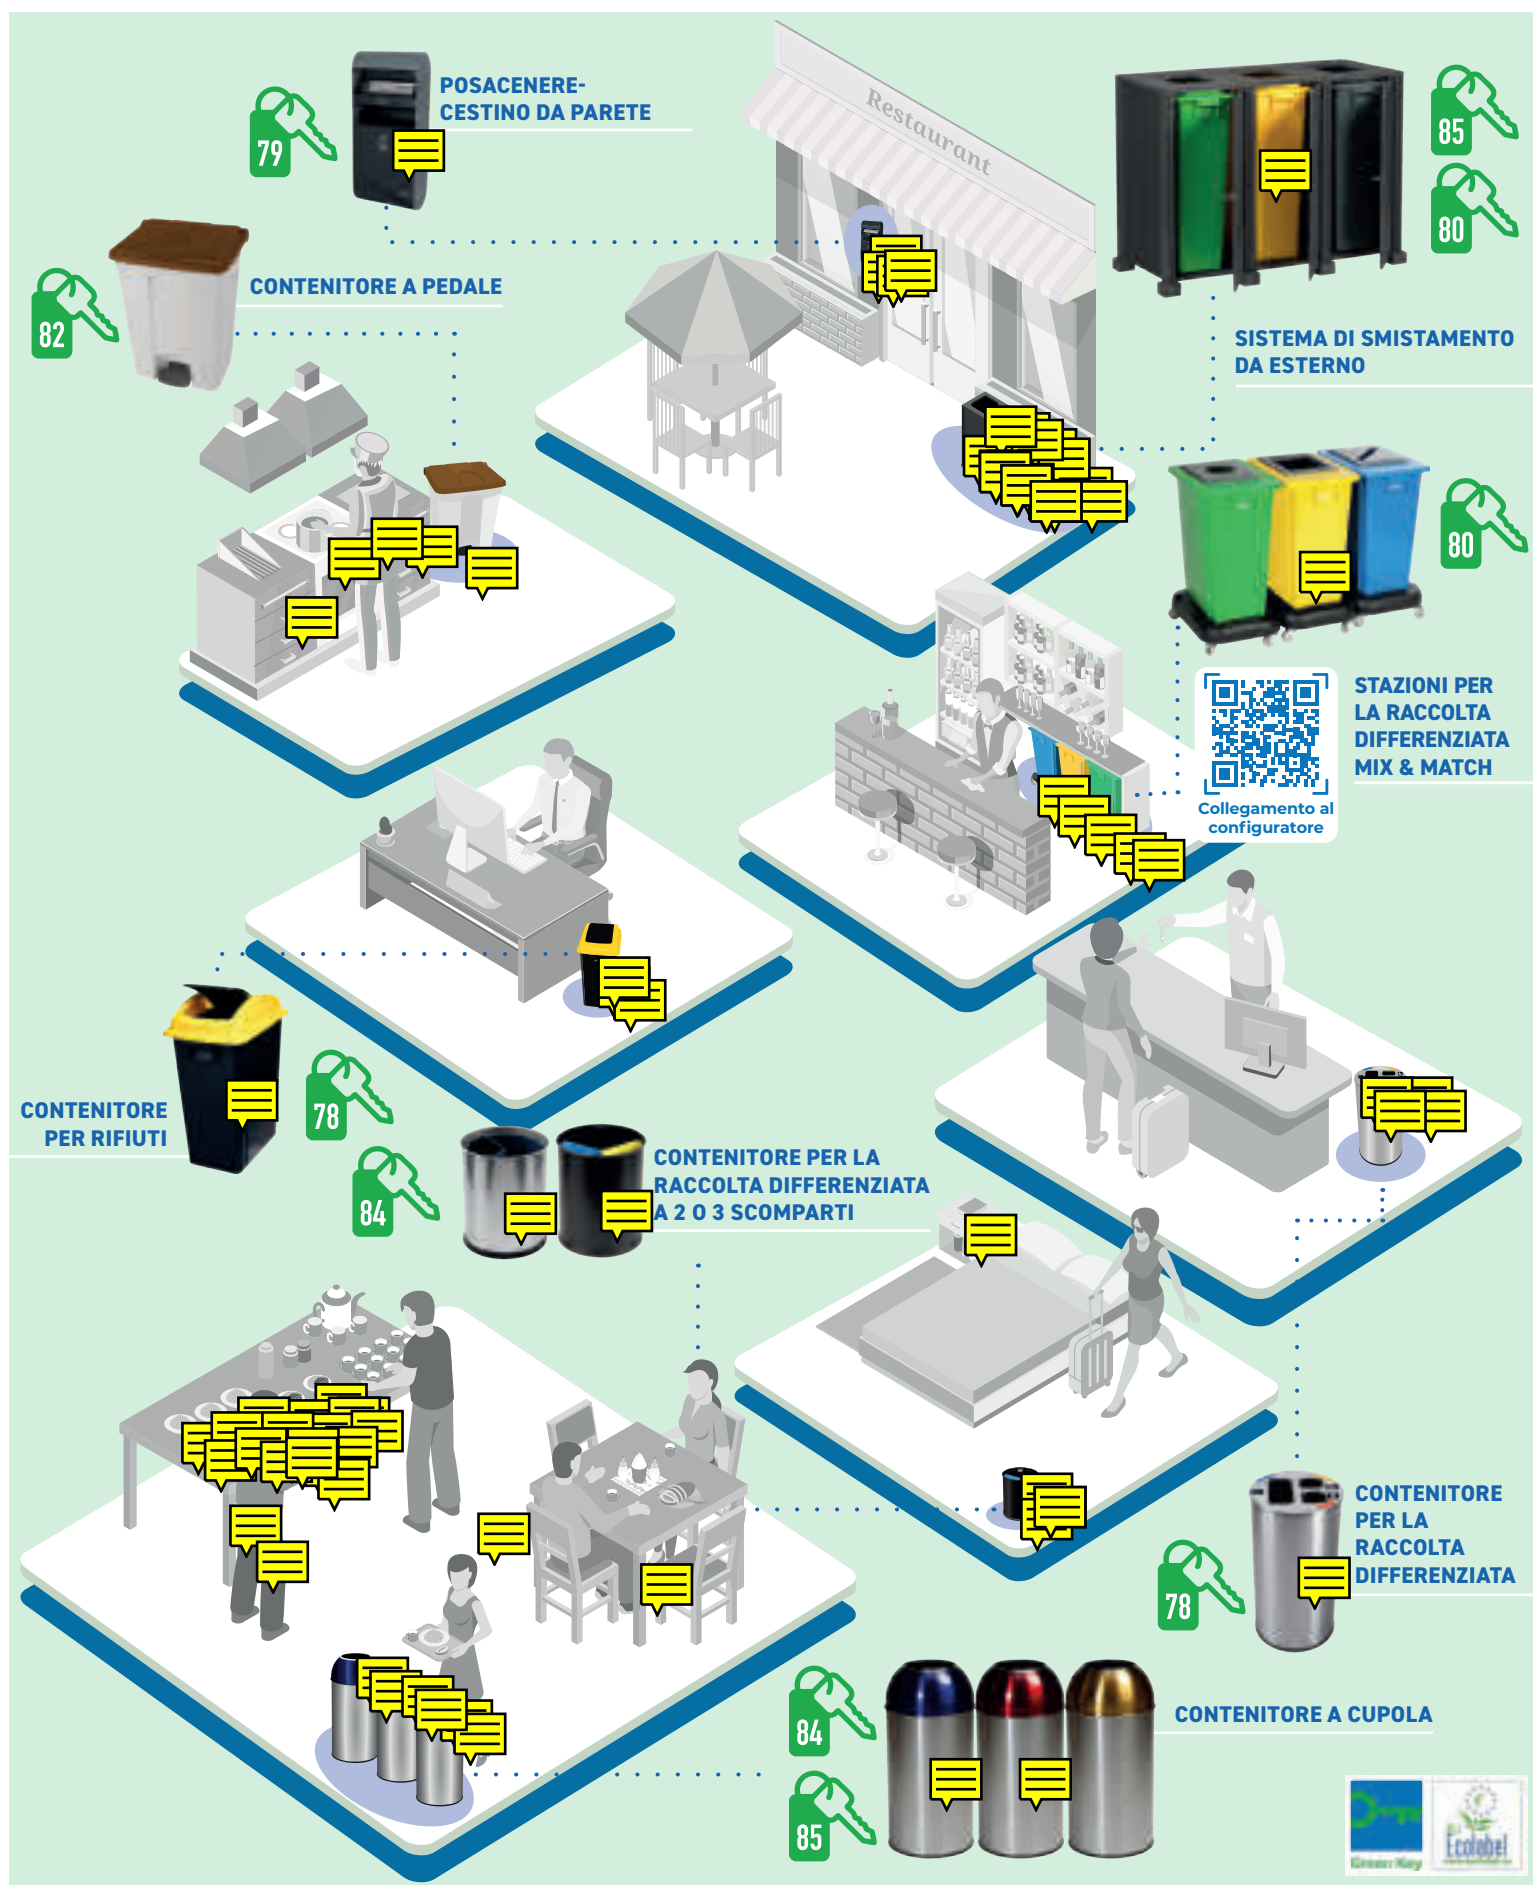 POSACENERE-
CESTINO DA PARETE
79
Restaurant
85
80
CONTENITORE A PEDALE
82
SISTEMA DI SMISTAMENTO
DA ESTERNO
80
STAZIONI PER
LA RACCOLTA
DIFFERENZIATA
MIX & MATCH
Collegamento al
configuratore
CONTENITORE
PER RIFIUTI
78
84
CONTENITORE PER LA
RACCOLTA DIFFERENZIATA
A 2 O 3 SCOMPARTI
CONTENITORE
PER LA
RACCOLTA
DIFFERENZIATA
78
84
85
CONTENITORE A CUPOLA
Green Key
Ecolabel